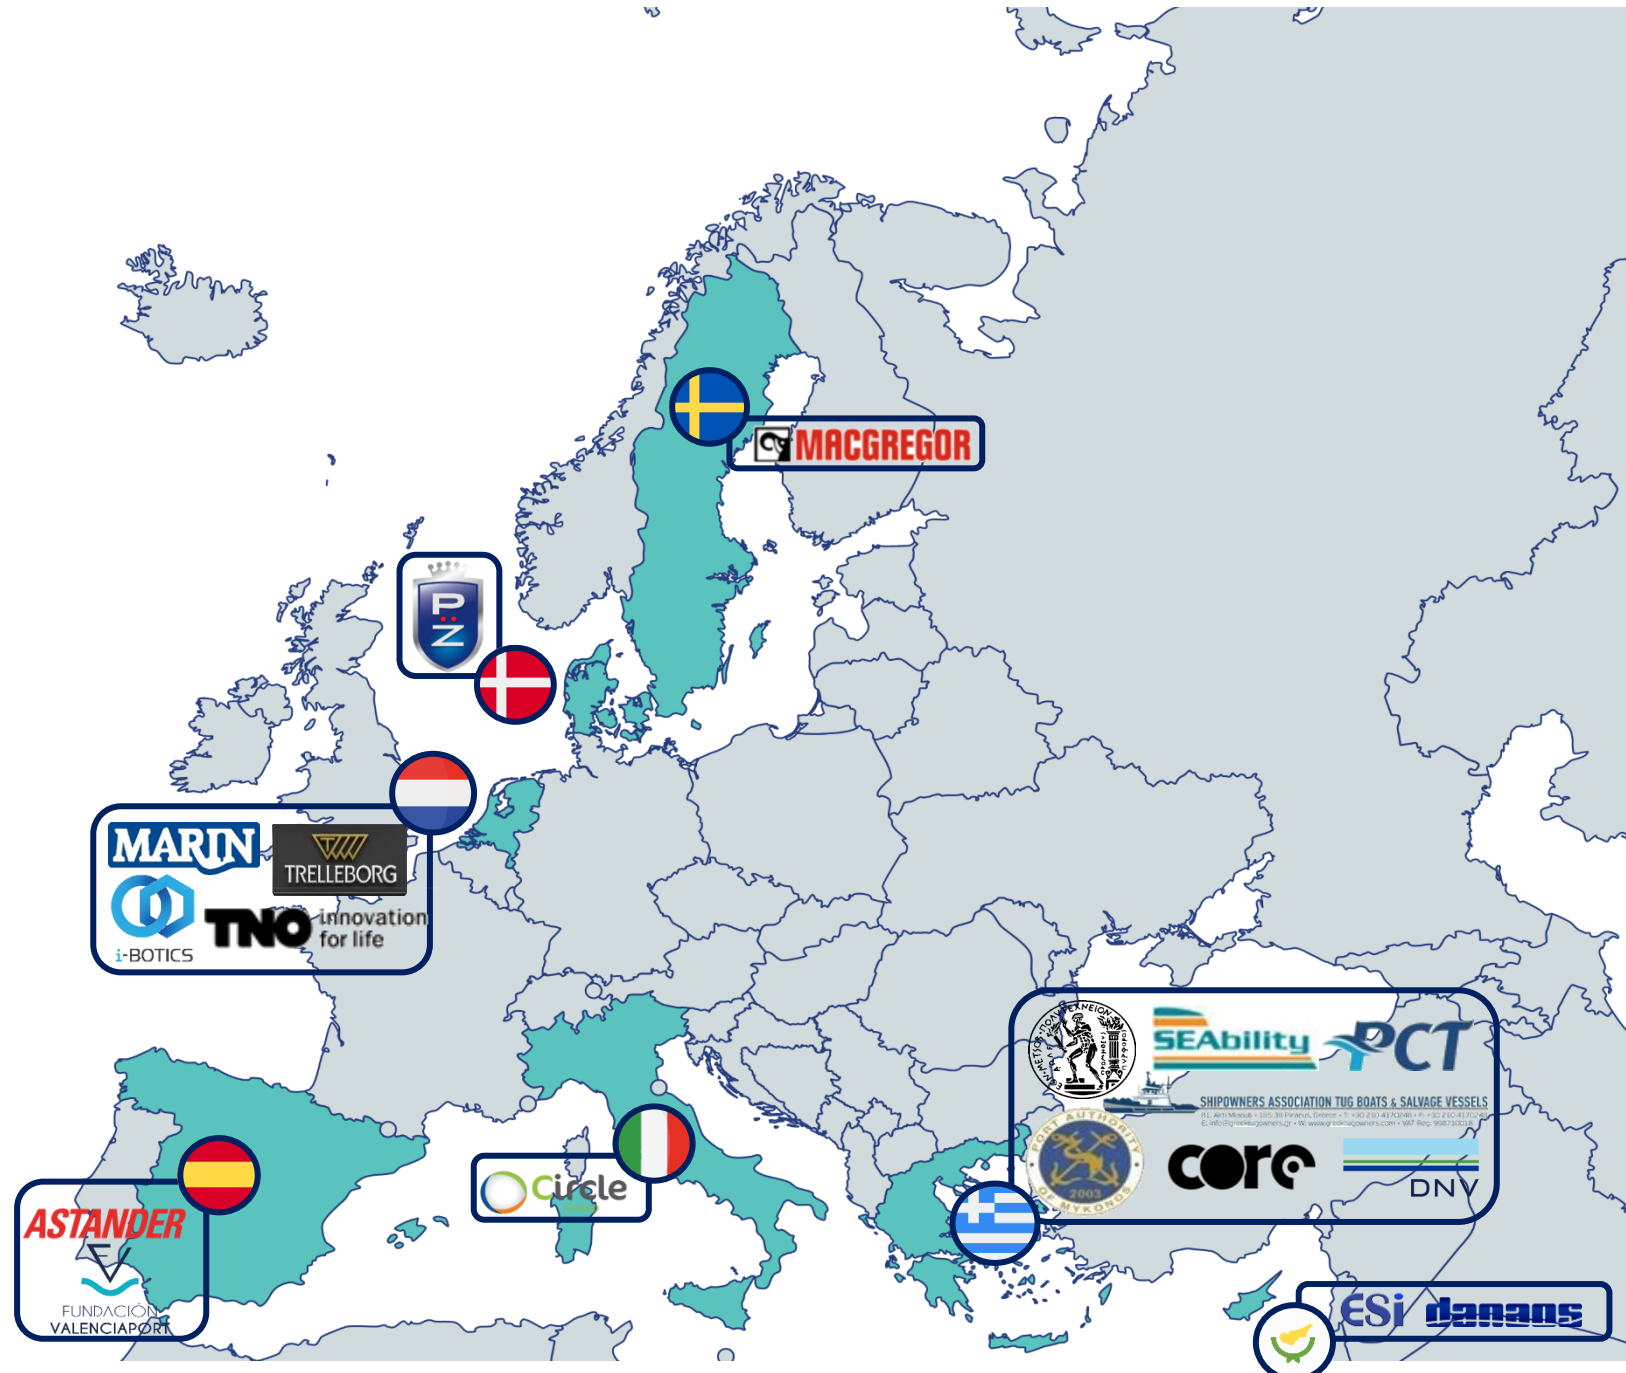 MACGREGOR
P
Z
MARIN
TRELLEBORG
i-BOTICS
TNO innovation
for life
ASTANDER
FUNDACIÓN
VALENCIAPORT
Circle
Group
SEAbility
PCT
SHIPOWNERS ASSOCIATION TUG BOATS & SALVAGE VESSELS
PORT AUTHORITY
OF MYKONOS
2003
core
DNV
ESi danaos